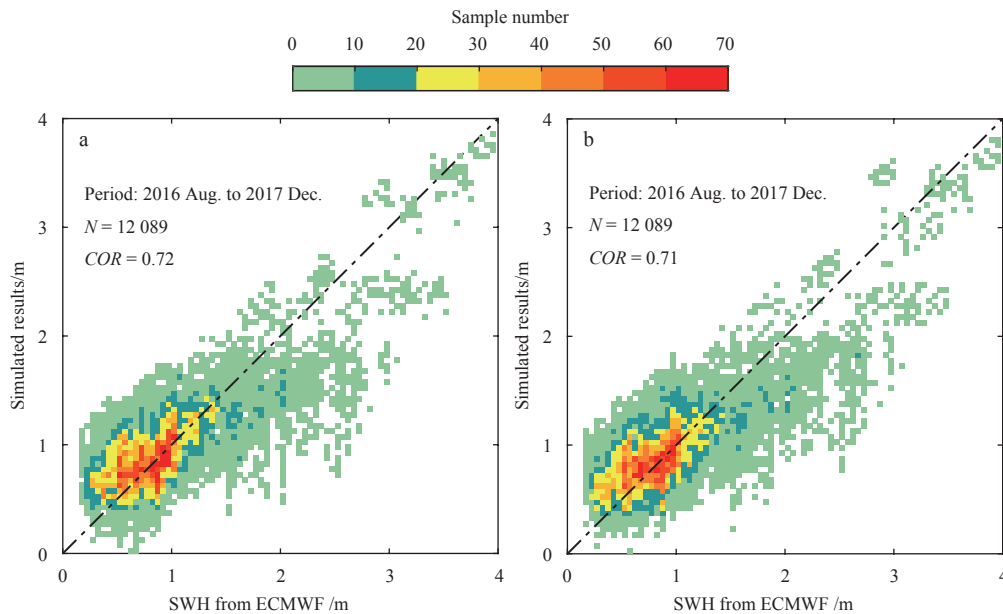 Sample number
0 10 20 30 40 50 60 70
a
Period: 2016 Aug. to 2017 Dec.
N = 12 089
COR = 0.72
Simulated results/m
4
3
2
1
0
0 1 2 3 4
SWH from ECMWF /m
b
Period: 2016 Aug. to 2017 Dec.
N = 12 089
COR = 0.71
Simulated results/m
4
3
2
1
0
0 1 2 3 4
SWH from ECMWF /m